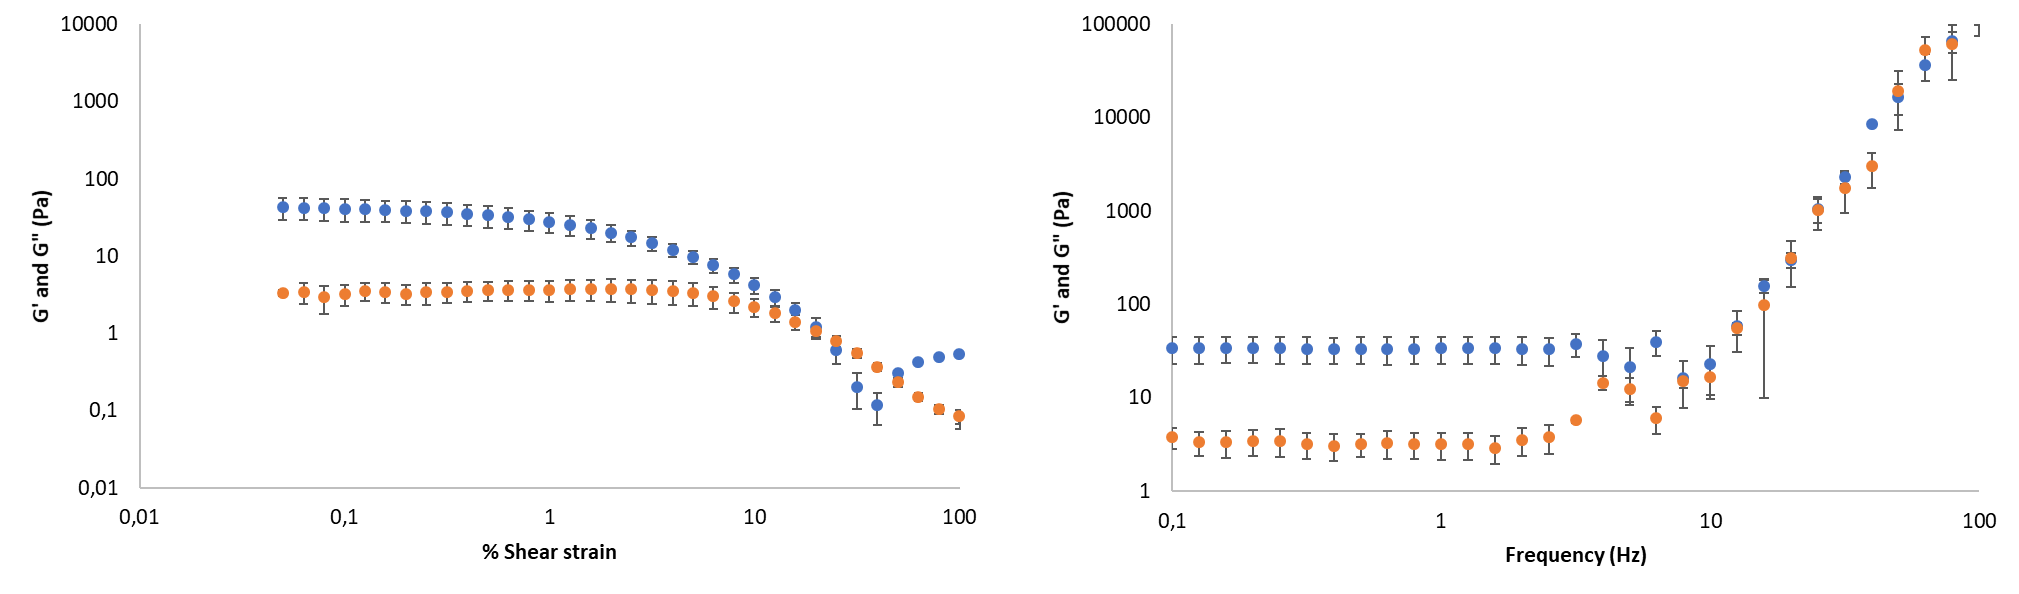 10000
1000
100
10
1
0,1
0,01
G' and G" (Pa)
0,01 0,1 1 10 100
% Shear strain
100000
10000
1000
100
10
1
G' and G" (Pa)
0,1 1 10 100
Frequency (Hz)